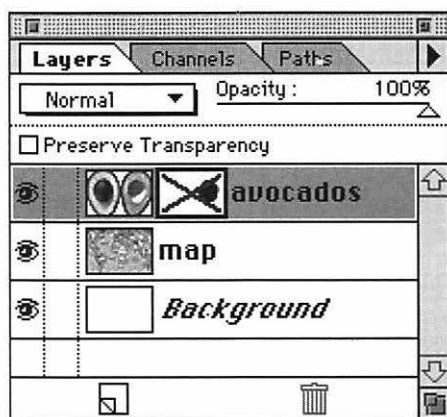 Layers Channels Paths
Normal Opacity: 100%
Preserve Transparency
avocados
map
Background